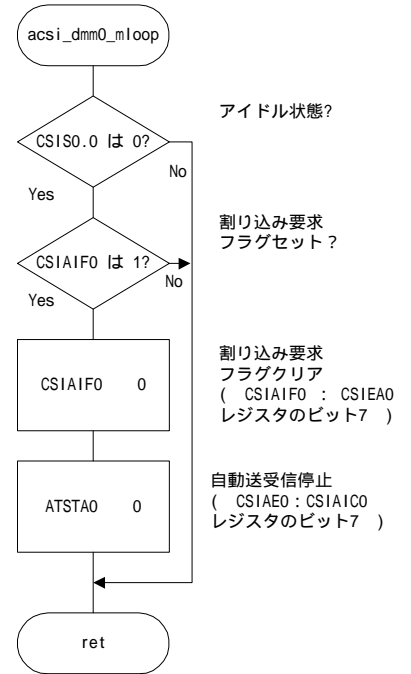 acsi_dmm0_mloop
アイドル状態?
CSIS0.0 は 0?
No
Yes
割り込み要求
フラグセット？
CSIAIF0 は 1?
No
Yes
割り込み要求
フラグクリア
( CSIAIF0 : CSIEA0
レジスタのビット7 )
CSIAIF0 0
自動送受信停止
( CSIAE0：CSIAIC0
レジスタのビット7 )
ATSTA0 0
ret